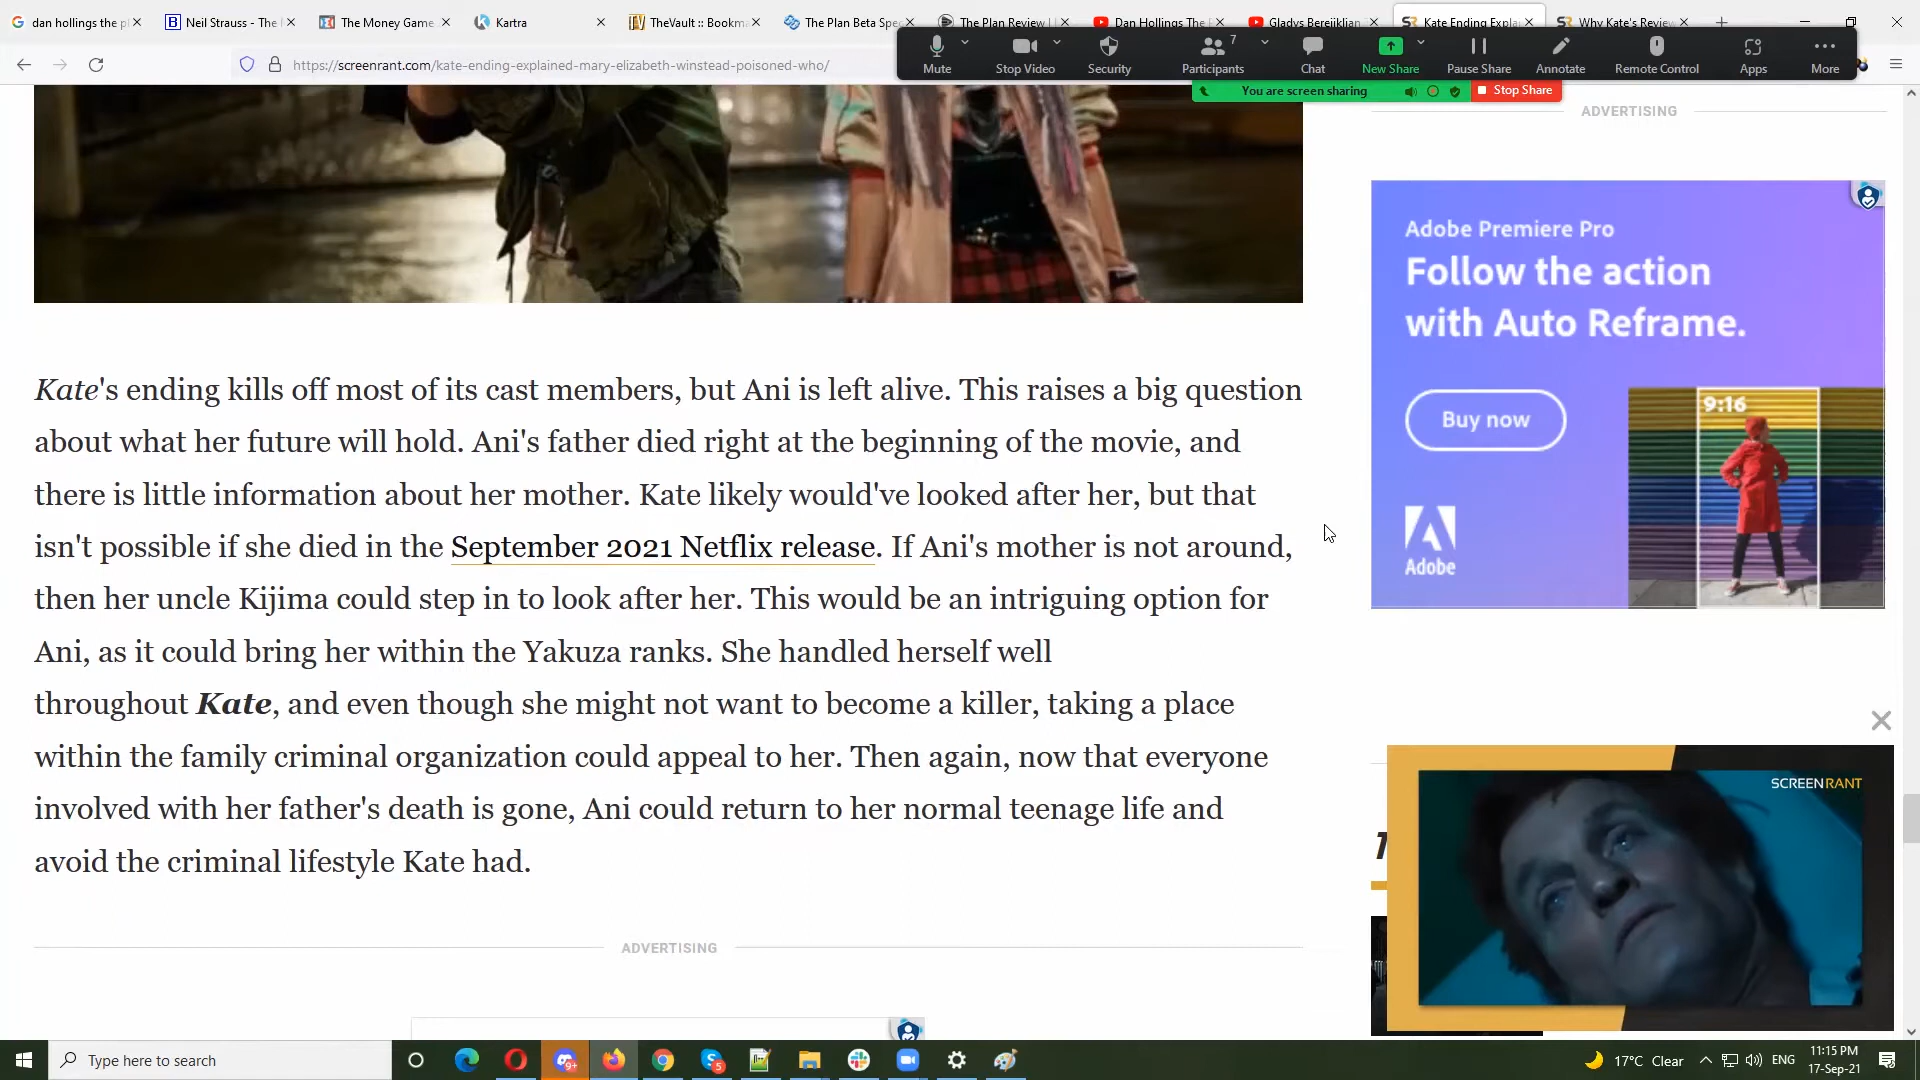 dan hollings the p
Neil Strauss - The
The Money Game
Kartra
TheVault :: Bookm
The Plan Beta Spec
The Plan Review
Dan Hollings The
Gladys Berejiklian
Kate Ending Expla
Why Kate's Review
https://screenrant.com/kate-ending-explained-mary-elizabeth-winstead-poisoned-who/
7
Mute
Stop Video
Security
Participants
Chat
New Share
Pause Share
Annotate
Remote Control
Apps
More
You are screen sharing
Stop Share
ADVERTISING
Adobe Premiere Pro
Follow the action
with Auto Reframe.
Buy now
9:16
Adobe
Kate's ending kills off most of its cast members, but Ani is left alive. This raises a big question
about what her future will hold. Ani's father died right at the beginning of the movie, and
there is little information about her mother. Kate likely would've looked after her, but that
isn't possible if she died in the September 2021 Netflix release. If Ani's mother is not around,
then her uncle Kijima could step in to look after her. This would be an intriguing option for
Ani, as it could bring her within the Yakuza ranks. She handled herself well
throughout Kate, and even though she might not want to become a killer, taking a place
within the family criminal organization could appeal to her. Then again, now that everyone
involved with her father's death is gone, Ani could return to her normal teenage life and
avoid the criminal lifestyle Kate had.
SCREENRANT
ADVERTISING
Type here to search
9+
5
17°C Clear
ENG
11:15 PM
17-Sep-21